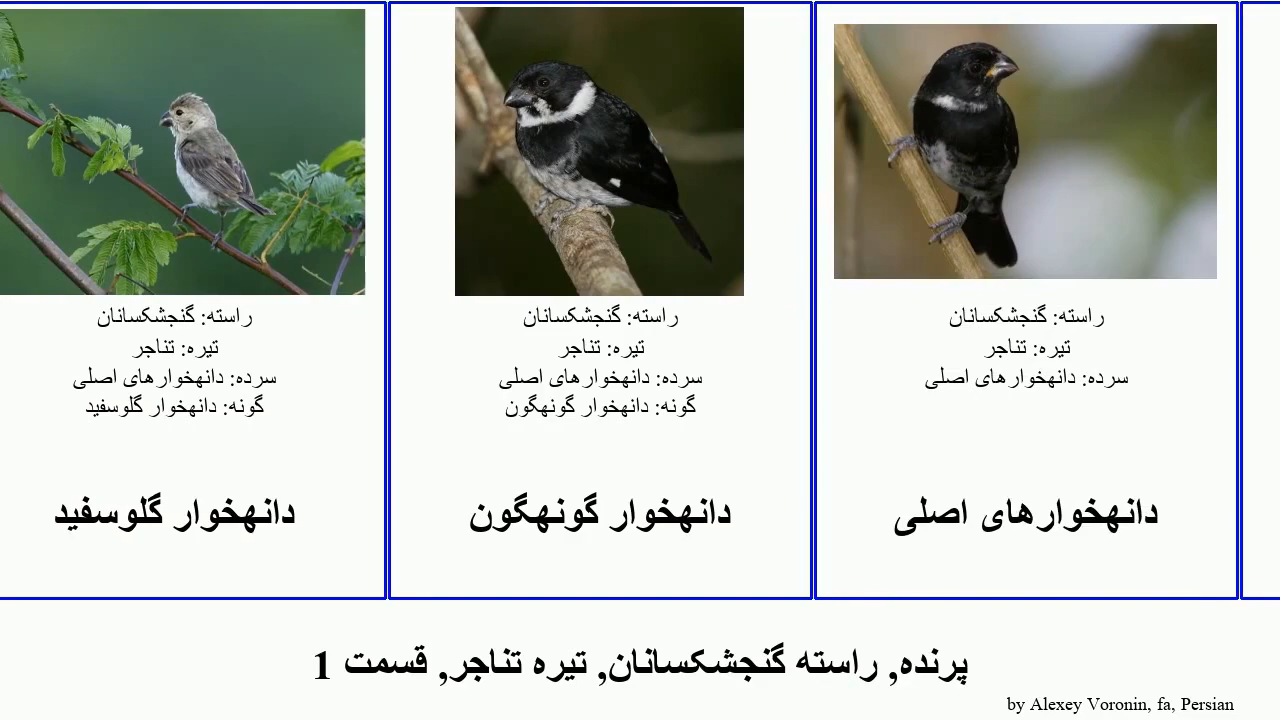 راسته: گنجشکسانان
تیره: تناجر
سرده: دانهخوارهای اصلی
گونه: دانهخوار گلوسفید
دانهخوار گلوسفید
راسته: گنجشکسانان
تیره: تناجر
سرده: دانهخوارهای اصلی
گونه: دانهخوار گونهگون
دانهخوار گونهگون
راسته: گنجشکسانان
تیره: تناجر
سرده: دانهخوارهای اصلی
دانهخوارهای اصلی
پرنده, راسته گنجشکسانان, تیره تناجر, قسمت 1
by Alexey Voronin, fa, Persian